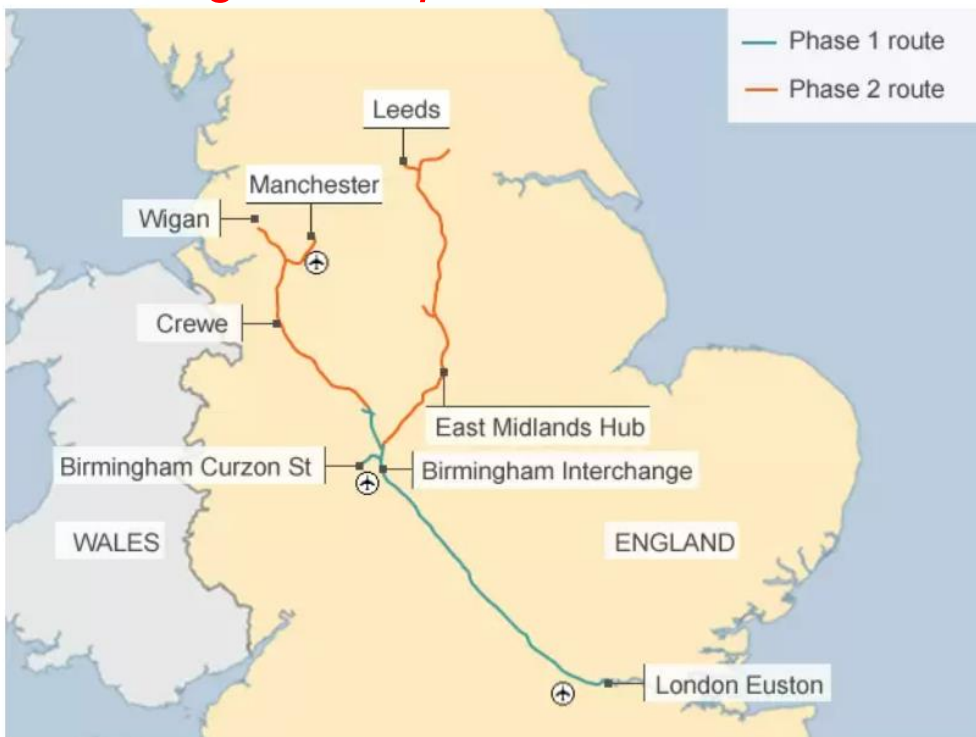 Phase 1 route
Phase 2 route
Leeds
Manchester
Wigan
Crewe
East Midlands Hub
Birmingham Curzon St
Birmingham Interchange
WALES
ENGLAND
London Euston